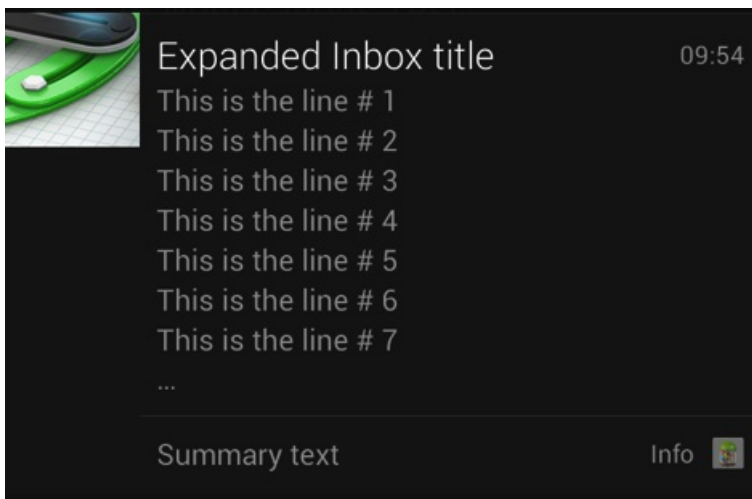 Expanded Inbox title 09:54
This is the line # 1
This is the line # 2
This is the line # 3
This is the line # 4
This is the line # 5
This is the line # 6
This is the line # 7
...
Summary text Info